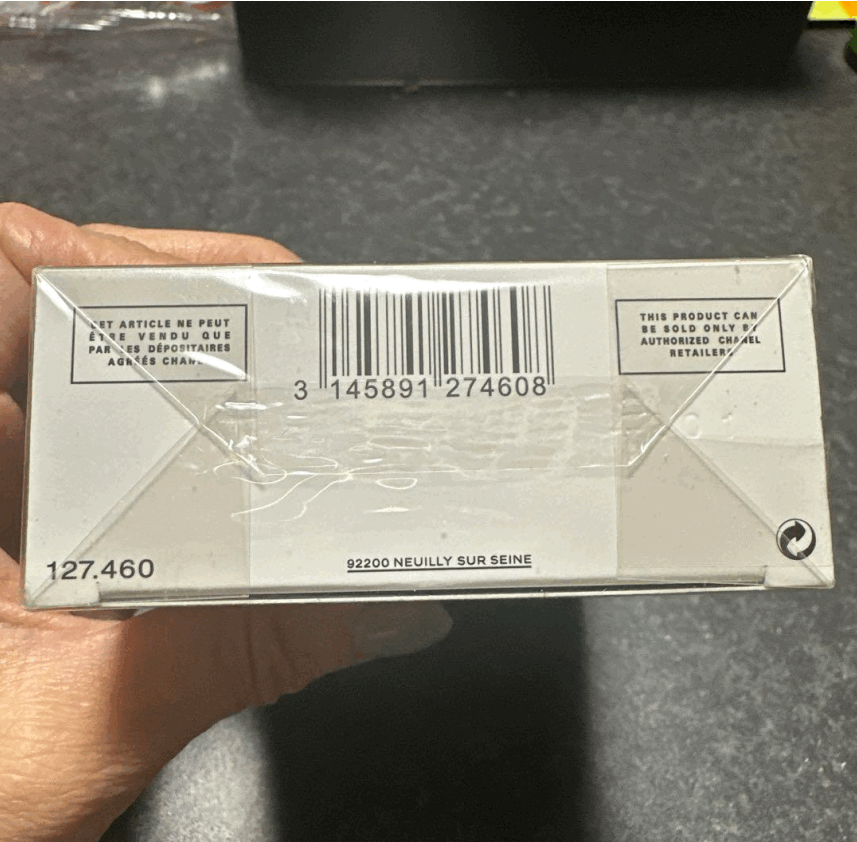 CET ARTICLE NE PEUT
ÊTRE VENDU QUE
PAR LES DÉPOSITAIRES
AGRÉÉS CHANEL
3 145891 274608
THIS PRODUCT CAN
BE SOLD ONLY BY
AUTHORIZED CHANEL
RETAILERS
127.460
92200 NEUILLY SUR SEINE